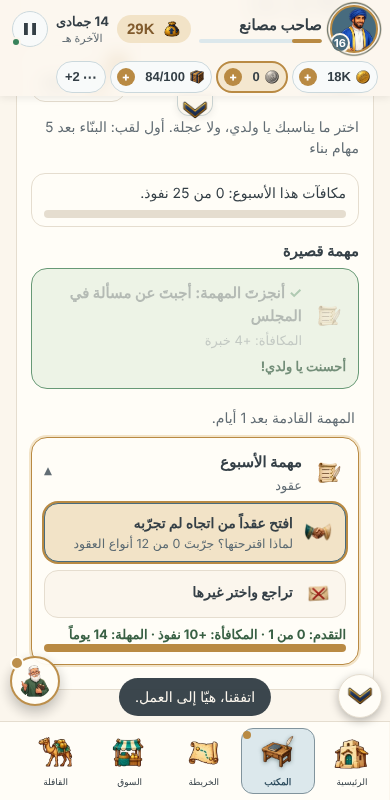 صاحب مصانع
16
29K
14 جمادى
الآخرة هـ
18K
0
84/100
+2 ...
اختر ما يناسبك يا ولدي، ولا عجلة. أول لقب: البنّاء بعد 5
مهام بناء
مكافآت هذا الأسبوع: 0 من 25 نفوذ.
مهمة قصيرة
✓ أنجزتَ المهمة: أجبتَ عن مسألة في
المجلس
المكافأة: +4 خبرة
أحسنت يا ولدي!
المهمة القادمة بعد 1 أيام.
مهمة الأسبوع
عقود
افتح عقداً من اتجاه لم تجرّبه
لماذا اقترحتها؟ جرّبتَ 0 من 12 أنواع العقود
تراجع واختر غيرها
التقدم: 0 من 1 · المكافأة: +10 نفوذ · المهلة: 14 يوماً
اتفقنا، هيّا إلى العمل.
الرئيسية
المكتب
الخريطة
السوق
القافلة